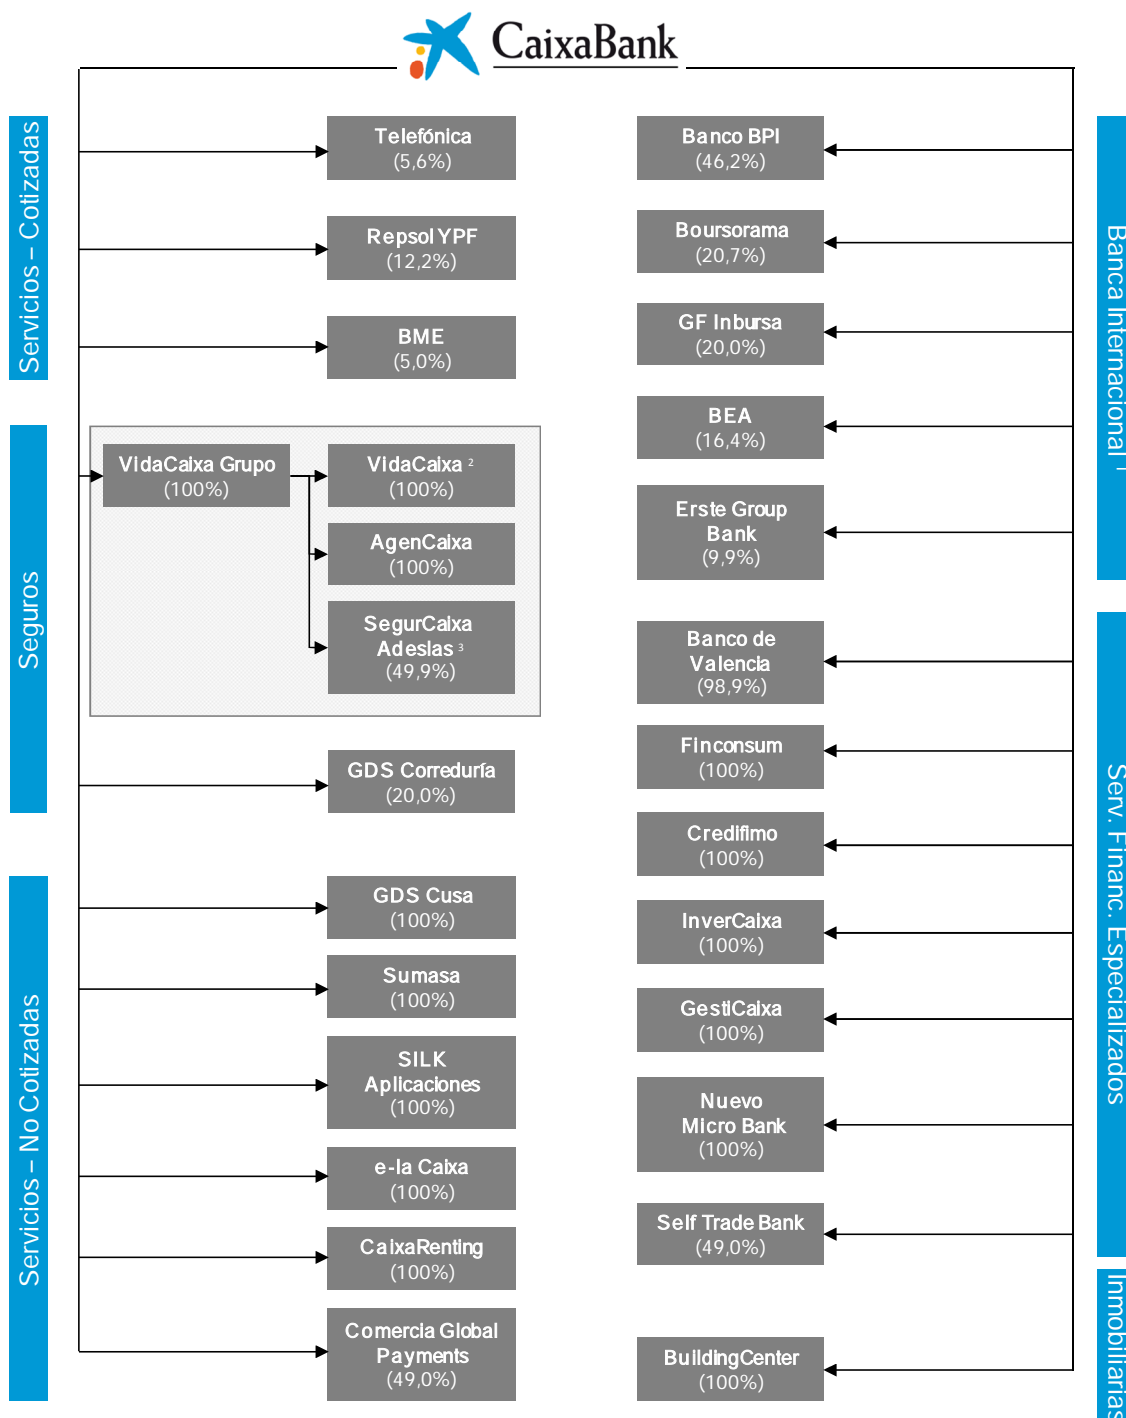 CaixaBank
Servicios – Cotizadas
Telefónica
(5,6%)
Repsol YPF
(12,2%)
BME
(5,0%)
Seguros
VidaCaixa Grupo
(100%)
VidaCaixa ²
(100%)
AgenCaixa
(100%)
SegurCaixa
Adeslas ³
(49,9%)
GDS Correduría
(20,0%)
Servicios – No Cotizadas
GDS Cusa
(100%)
Sumasa
(100%)
SILK
Aplicaciones
(100%)
e-la Caixa
(100%)
CaixaRenting
(100%)
Comercia Global
Payments
(49,0%)
Banca Internacional ¹
Banco BPI
(46,2%)
Boursorama
(20,7%)
GF Inbursa
(20,0%)
BEA
(16,4%)
Erste Group
Bank
(9,9%)
Serv. Financ. Especializados
Banco de
Valencia
(98,9%)
Finconsum
(100%)
Credifimo
(100%)
InverCaixa
(100%)
GestiCaixa
(100%)
Nuevo
Micro Bank
(100%)
Self Trade Bank
(49,0%)
Inmobiliarias
BuildingCenter
(100%)